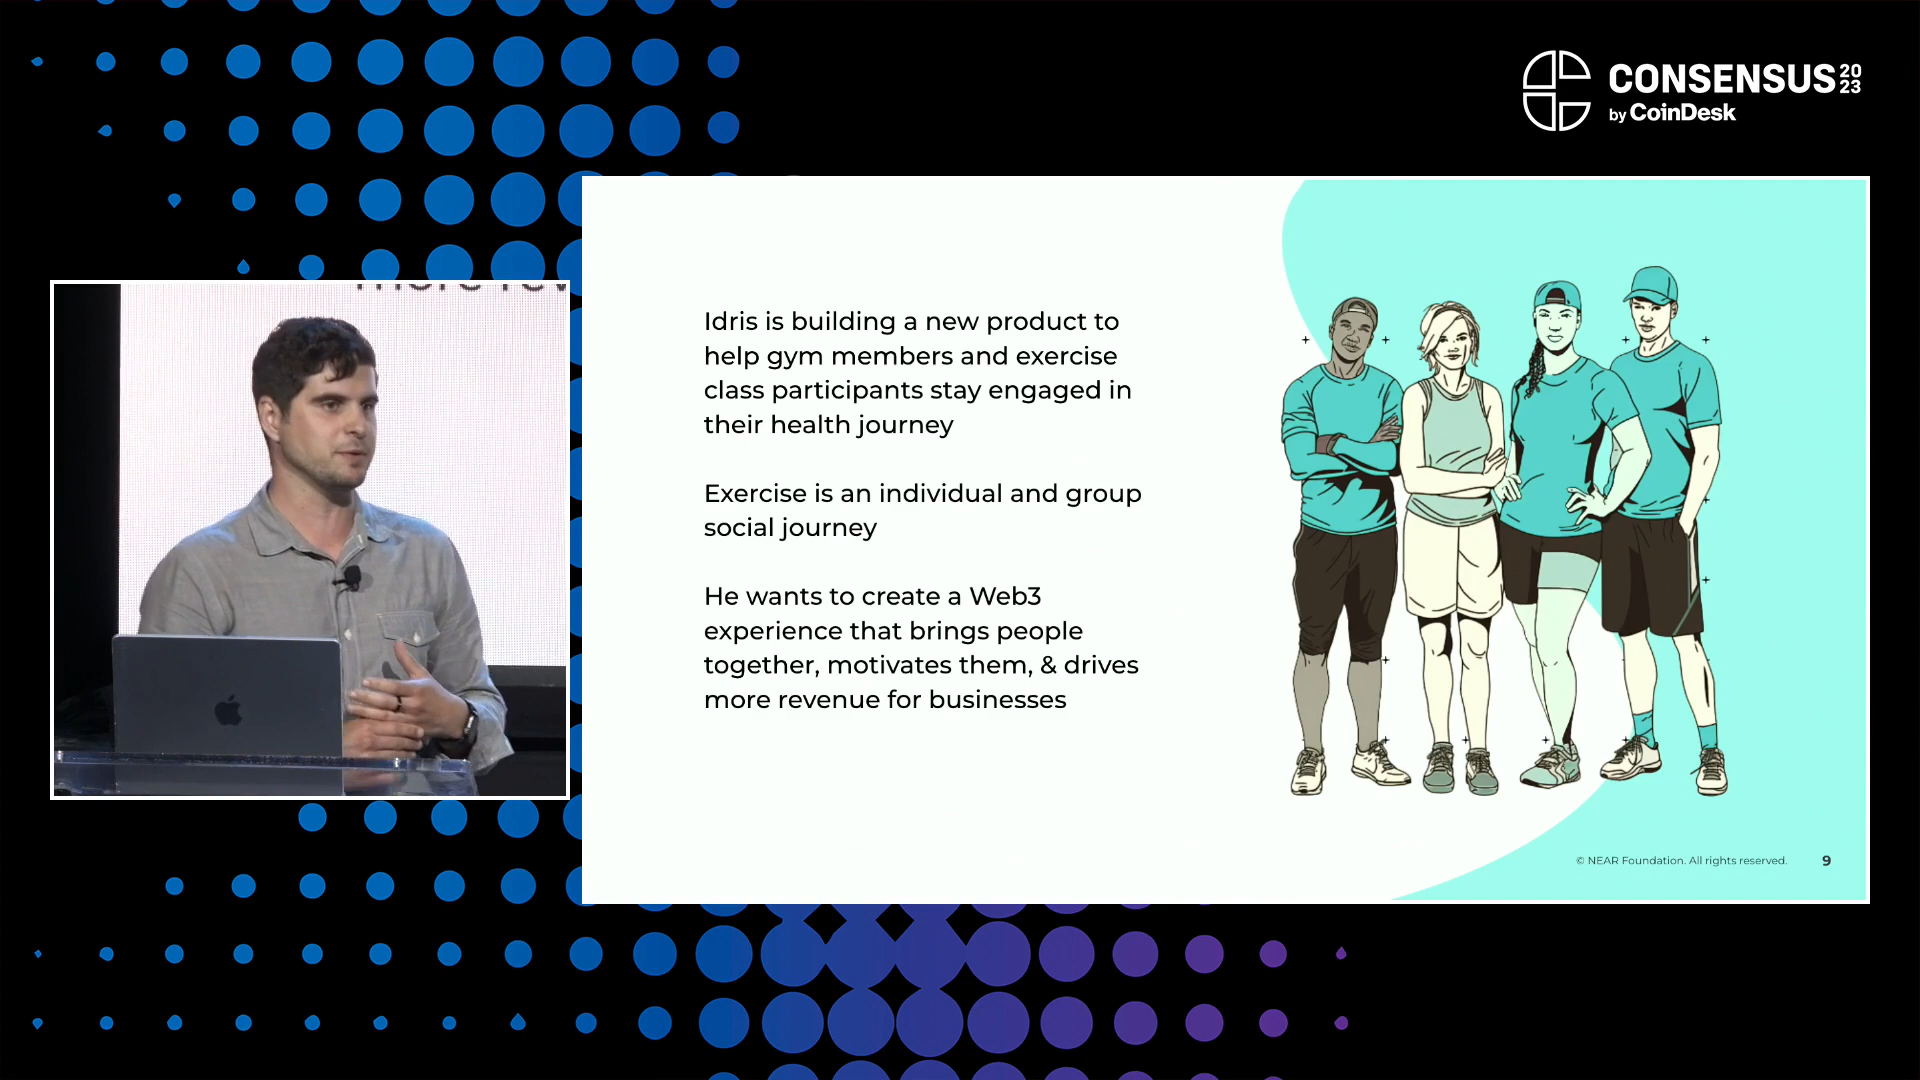 CONSENSUS 20 23
by CoinDesk
Idris is building a new product to
help gym members and exercise
class participants stay engaged in
their health journey
Exercise is an individual and group
social journey
He wants to create a Web3
experience that brings people
together, motivates them, & drives
more revenue for businesses
© NEAR Foundation. All rights reserved.
9